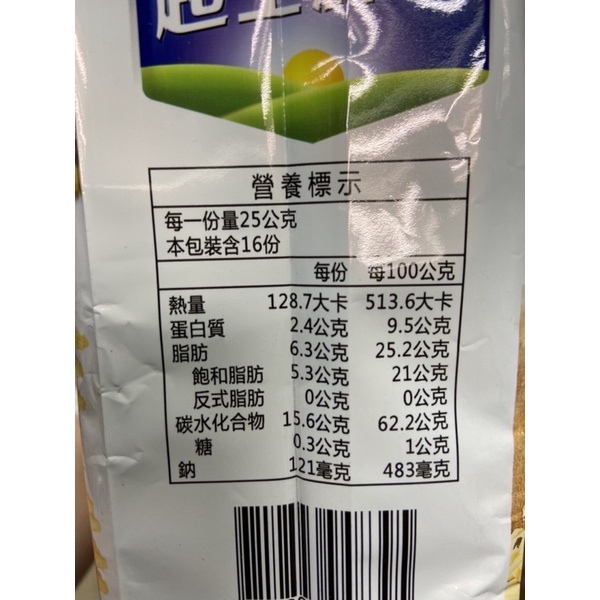 營養標示
每一份量25公克
本包裝含16份
每份 每100公克
熱量 128.7大卡 513.6大卡
蛋白質 2.4公克 9.5公克
脂肪 6.3公克 25.2公克
飽和脂肪 5.3公克 21公克
反式脂肪 0公克 0公克
碳水化合物 15.6公克 62.2公克
糖 0.3公克 1公克
鈉 121毫克 483毫克